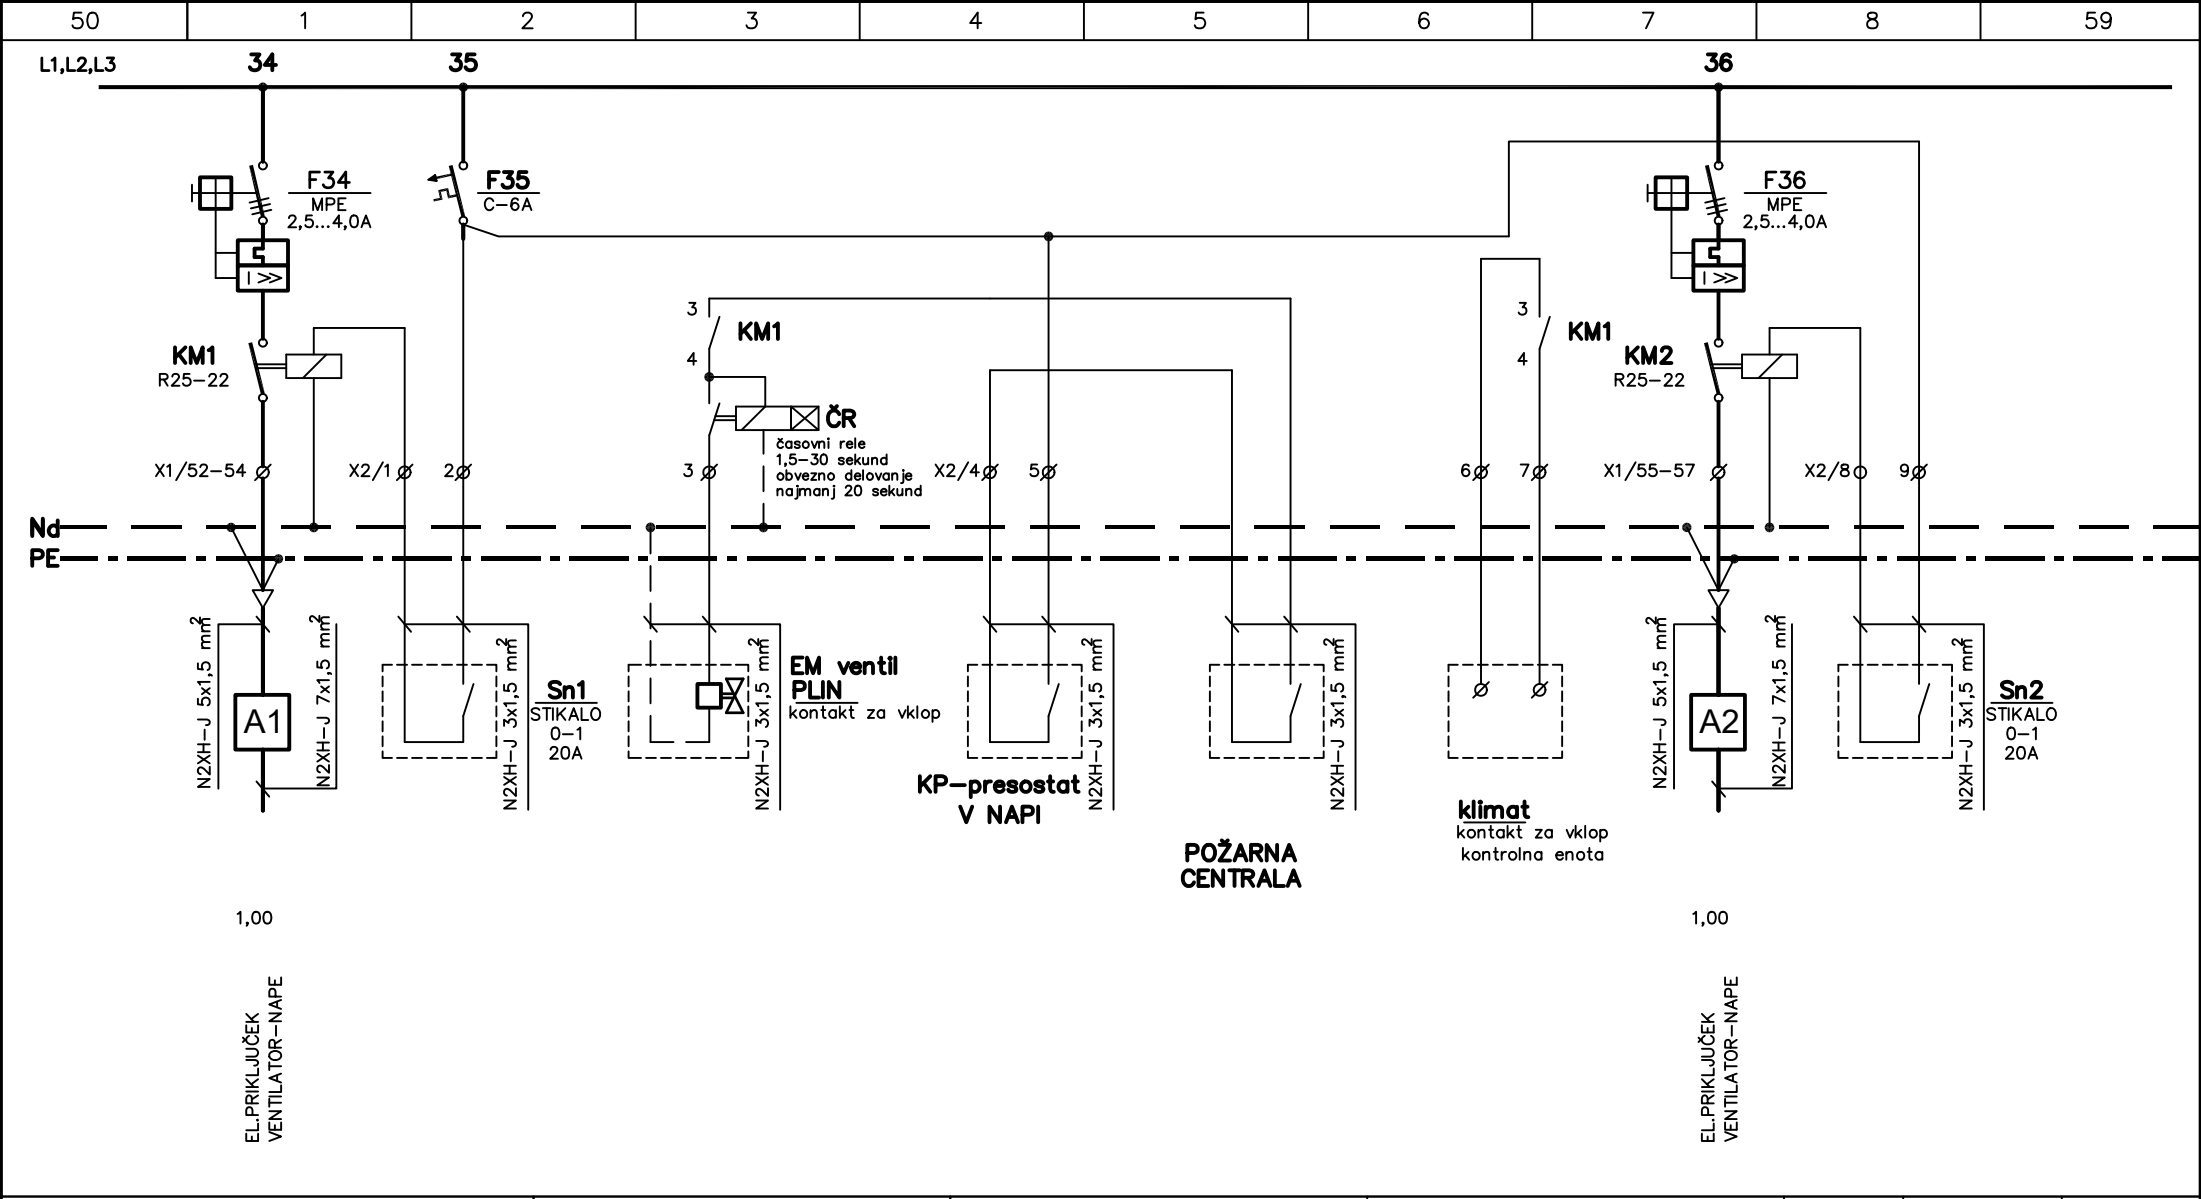 50 1 2 3 4 5 6 7 8 59
L1,L2,L3
34
35
36
F34
MPE
2,5...4,0A
F35
C-6A
F36
MPE
2,5...4,0A
I >>
I >>
KM1
R25-22
3
KM1
4
3
KM1
4
KM2
R25-22
ČR
časovni rele
1,5-30 sekund
obvezno delovanje
najmanj 20 sekund
X1/52-54
X2/1
2
3
X2/4
5
6
7
X1/55-57
X2/8
9
Nd
PE
N2XH-J 5x1,5 mm²
N2XH-J 7x1,5 mm²
A1
N2XH-J 3x1,5 mm²
Sn1
STIKALO
0-1
20A
N2XH-J 3x1,5 mm²
EM ventil
PLIN
kontakt za vklop
N2XH-J 3x1,5 mm²
KP-presostat
V NAPI
N2XH-J 3x1,5 mm²
POŽARNA
CENTRALA
klimat
kontakt za vklop
kontrolna enota
N2XH-J 5x1,5 mm²
N2XH-J 7x1,5 mm²
A2
N2XH-J 3x1,5 mm²
Sn2
STIKALO
0-1
20A
1,00
1,00
EL.PRIKLJUČEK
VENTILATOR-NAPE
EL.PRIKLJUČEK
VENTILATOR-NAPE